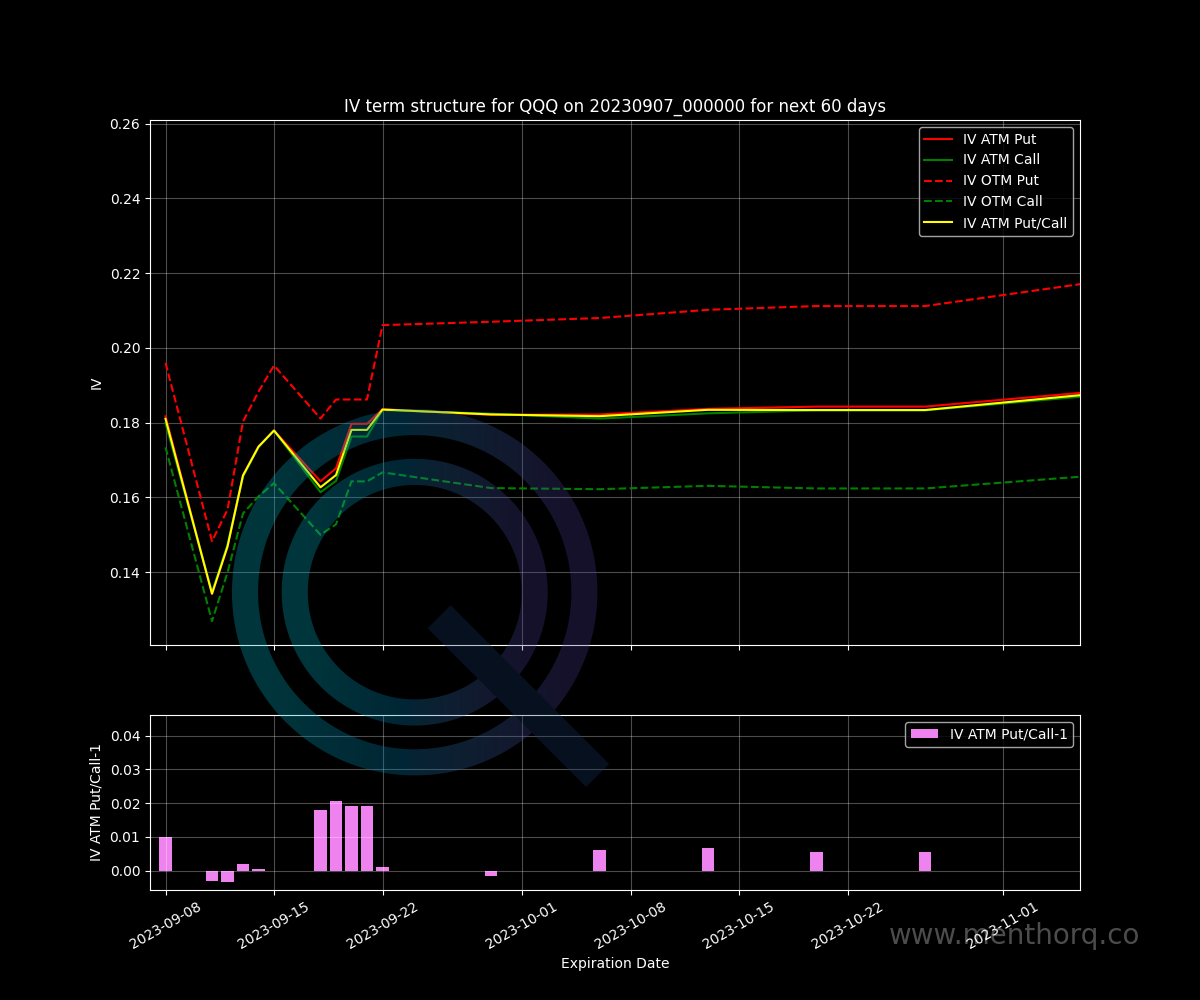 IV term structure for QQQ on 20230907_000000 for next 60 days
0.26
0.24
0.22
0.20
0.18
0.16
0.14
IV
IV ATM Put
IV ATM Call
IV OTM Put
IV OTM Call
IV ATM Put/Call
0.04
0.03
0.02
0.01
0.00
IV ATM Put/Call-1
IV ATM Put/Call-1
2023-09-08
2023-09-15
2023-09-22
2023-10-01
2023-10-08
2023-10-15
2023-10-22
2023-11-01
www.menthorq.co
Expiration Date